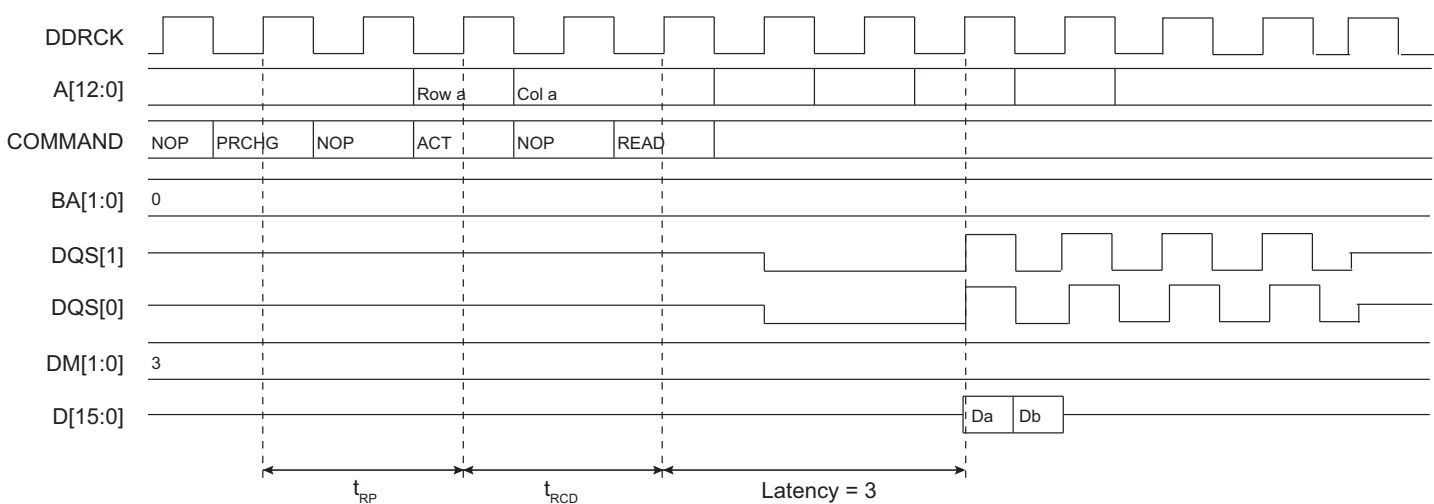 DDRCK
A[12:0] Row a Col a
COMMAND NOP PRCHG NOP ACT NOP READ
BA[1:0] 0
DQS[1]
DQS[0]
DM[1:0] 3
D[15:0] Da Db
tRP tRCD Latency = 3